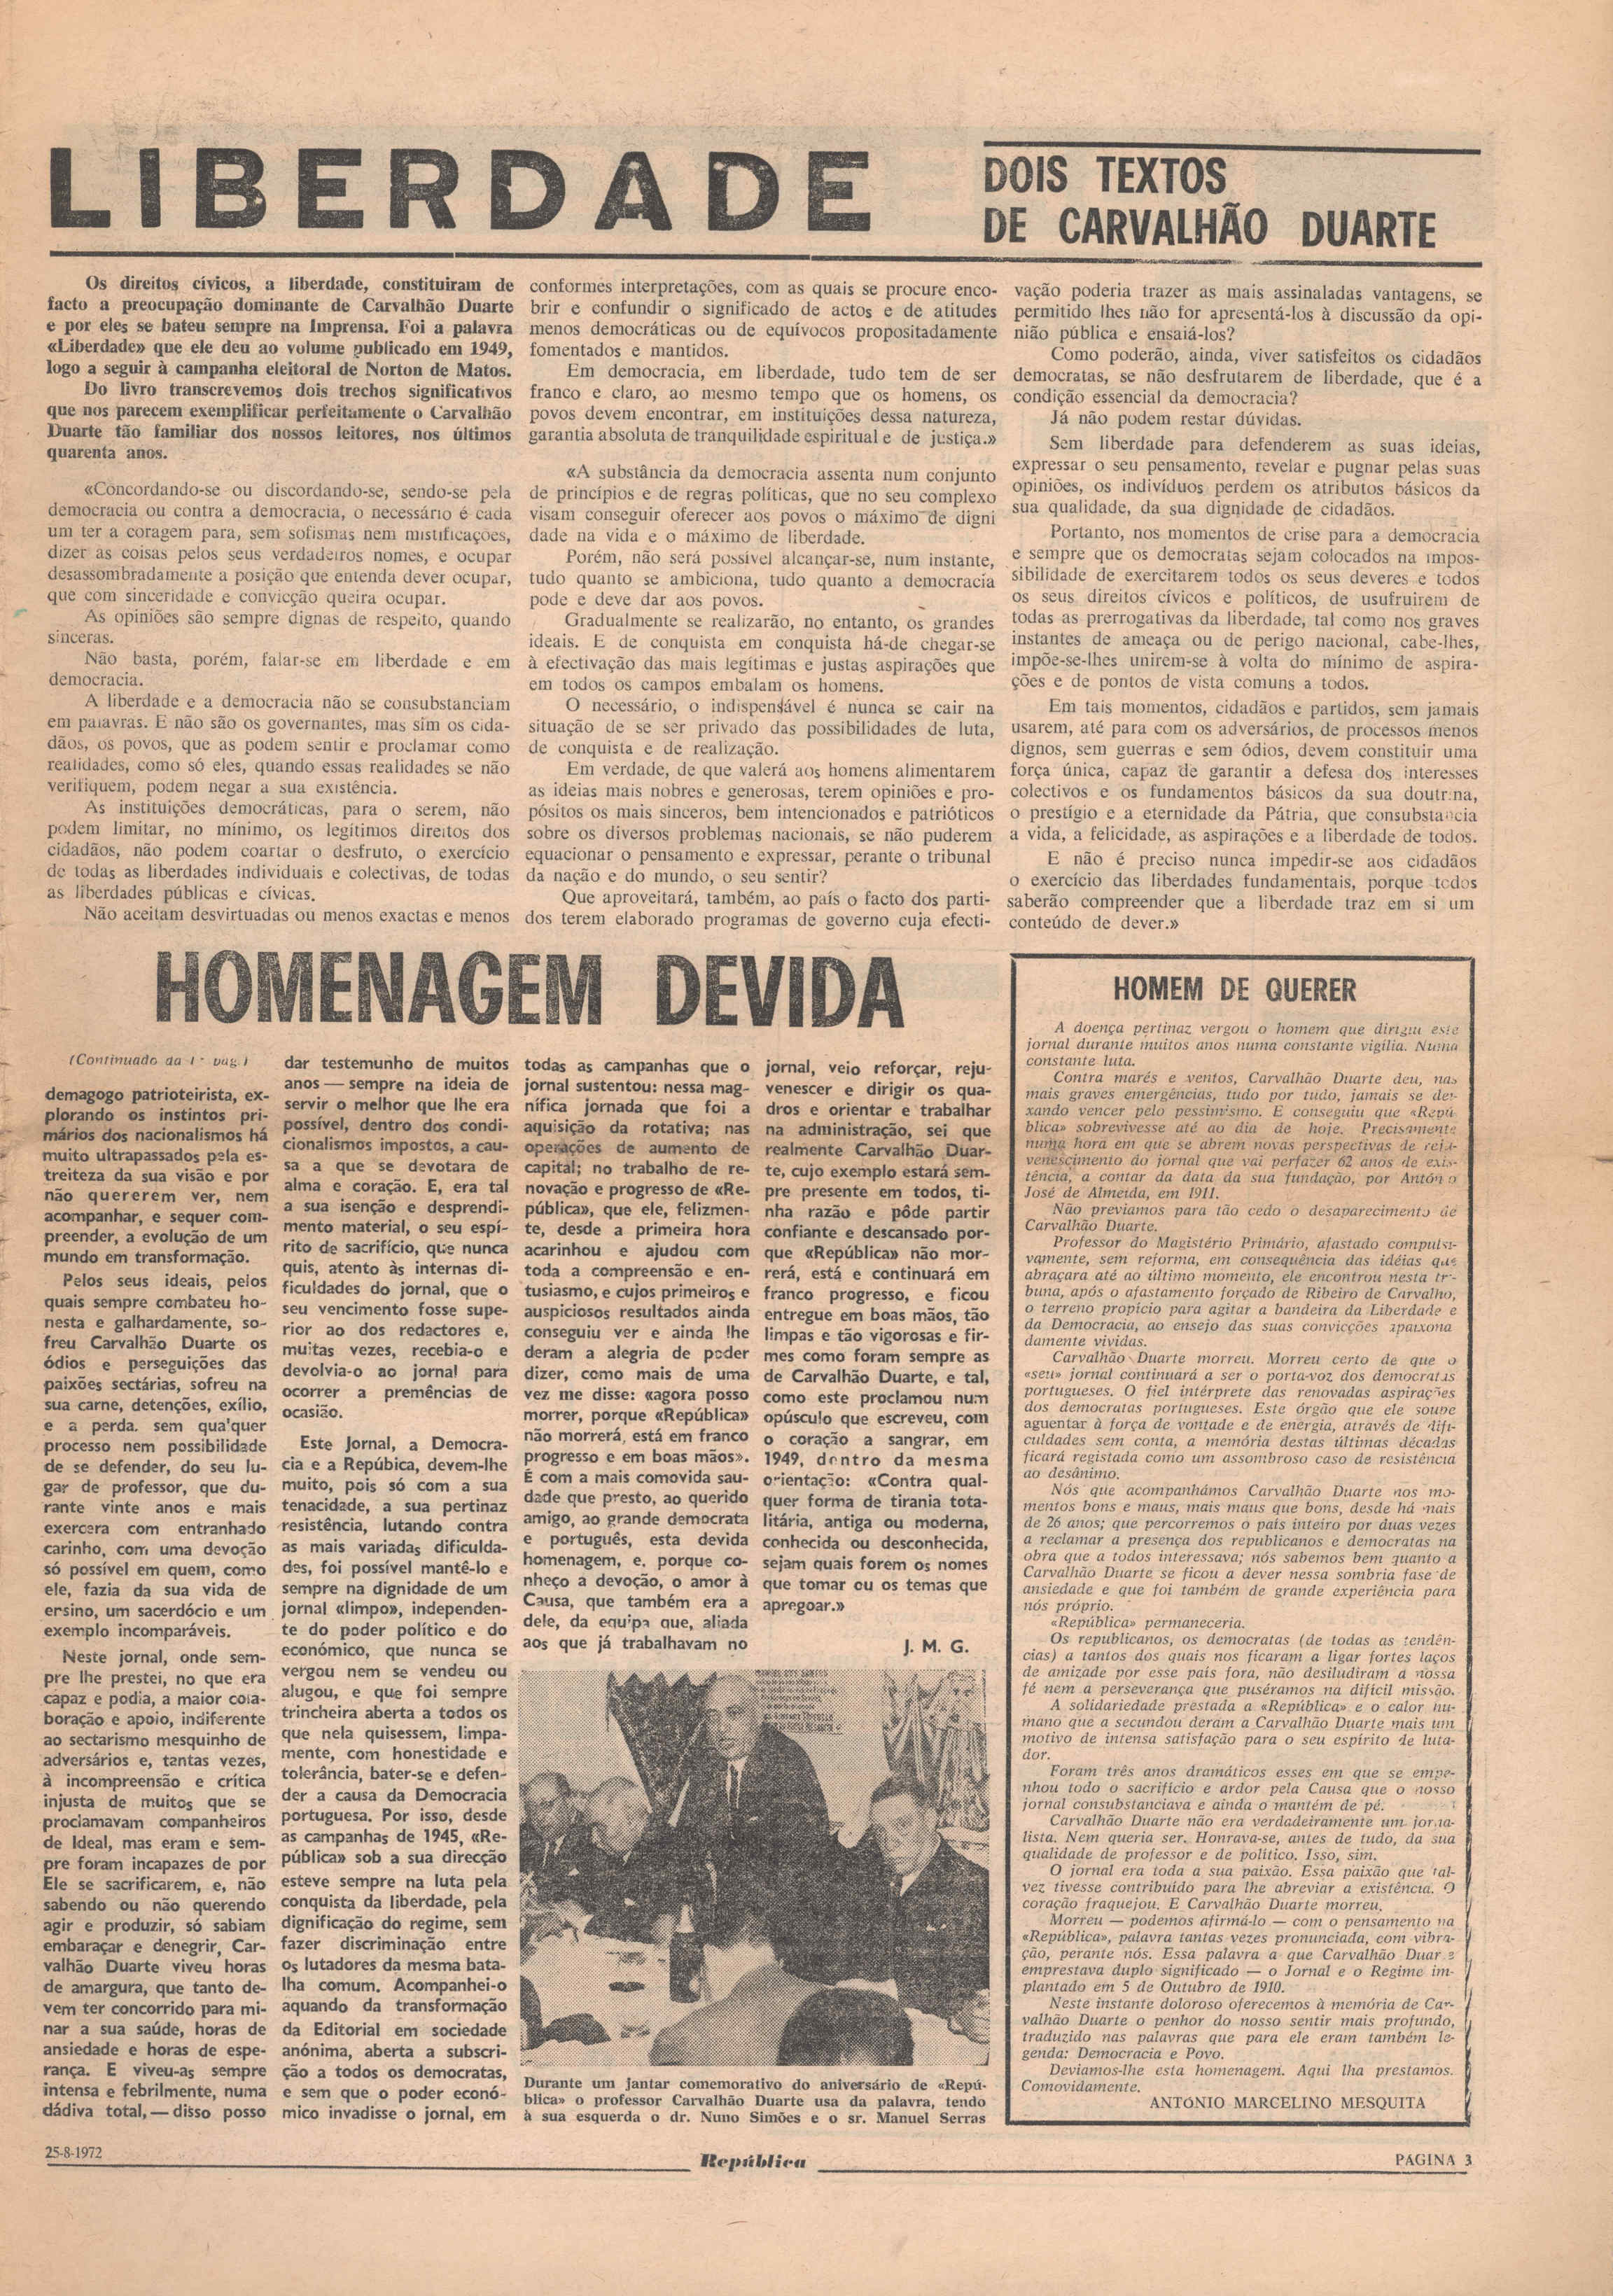 LIBERDADE
DOIS TEXTOS
DE CARVALHÃO DUARTE
Os direitos cívicos, a liberdade, constituiram de
facto a preocupação dominante de Carvalhão Duarte
e por eles se bateu sempre na Imprensa. Foi a palavra
«Liberdade» que ele deu ao volume publicado em 1949,
logo a seguir à campanha eleitoral de Norton de Matos.
Do livro transcrevemos dois trechos significativos
que nos parecem exemplificar perfeitamente o Carvalhão
Duarte tão familiar dos nossos leitores, nos últimos
quarenta anos.
«Concordando-se ou discordando-se, sendo-se pela
democracia ou contra a democracia, o necessário é cada
um ter a coragem para, sem sofismas nem mistificações,
dizer as coisas pelos seus verdadeiros nomes, e ocupar
desassombradamente a posição que entenda dever ocupar,
que com sinceridade e convicção queira ocupar.
As opiniões são sempre dignas de respeito, quando
sinceras.
Não basta, porém, falar-se em liberdade e em
democracia.
A liberdade e a democracia não se consubstanciam
em palavras. E não são os governantes, mas sim os cida-
dãos, os povos, que as podem sentir e proclamar como
realidades, como só eles, quando essas realidades se não
verifiquem, podem negar a sua existência.
As instituições democráticas, para o serem, não
podem limitar, no mínimo, os legítimos direitos dos
cidadãos, não podem coartar o desfruto, o exercício
de todas as liberdades individuais e colectivas, de todas
as liberdades públicas e cívicas.
Não aceitam desvirtuadas ou menos exactas e menos
conformes interpretações, com as quais se procure enco-
brir e confundir o significado de actos e de atitudes
menos democráticas ou de equívocos propositadamente
fomentados e mantidos.
Em democracia, em liberdade, tudo tem de ser
franco e claro, ao mesmo tempo que os homens, os
povos devem encontrar, em instituições dessa natureza,
garantia absoluta de tranquilidade espiritual e de justiça.»
«A substância da democracia assenta num conjunto
de princípios e de regras políticas, que no seu complexo
visam conseguir oferecer aos povos o máximo de digni
dade na vida e o máximo de liberdade.
Porém, não será possível alcançar-se, num instante,
tudo quanto se ambiciona, tudo quanto a democracia
pode e deve dar aos povos.
Gradualmente se realizarão, no entanto, os grandes
ideais. E de conquista em conquista há-de chegar-se
à efectivação das mais legítimas e justas aspirações que
em todos os campos embalam os homens.
O necessário, o indispensável é nunca se cair na
situação de se ser privado das possibilidades de luta,
de conquista e de realização.
Em verdade, de que valerá aos homens alimentarem
as ideias mais nobres e generosas, terem opiniões e pro-
pósitos os mais sinceros, bem intencionados e patrióticos
sobre os diversos problemas nacionais, se não puderem
equacionar o pensamento e expressar, perante o tribunal
da nação e do mundo, o seu sentir?
Que aproveitará, também, ao país o facto dos parti-
dos terem elaborado programas de governo cuja efecti-
vação poderia trazer as mais assinaladas vantagens, se
permitido lhes não for apresentá-los à discussão da opi-
nião pública e ensaiá-los?
Como poderão, ainda, viver satisfeitos os cidadãos
democratas, se não desfrutarem de liberdade, que é a
condição essencial da democracia?
Já não podem restar dúvidas.
Sem liberdade para defenderem as suas ideias,
expressar o seu pensamento, revelar e pugnar pelas suas
opiniões, os indivíduos perdem os atributos básicos da
sua qualidade, da sua dignidade de cidadãos.
Portanto, nos momentos de crise para a democracia
e sempre que os democratas sejam colocados na impos-
sibilidade de exercitarem todos os seus deveres e todos
os seus direitos cívicos e políticos, de usufruirem de
todas as prerrogativas da liberdade, tal como nos graves
instantes de ameaça ou de perigo nacional, cabe-lhes,
impõe-se-lhes unirem-se à volta do mínimo de aspira-
ções e de pontos de vista comuns a todos.
Em tais momentos, cidadãos e partidos, sem jamais
usarem, até para com os adversários, de processos menos
dignos, sem guerras e sem ódios, devem constituir uma
força única, capaz de garantir a defesa dos interesses
colectivos e os fundamentos básicos da sua doutrina,
o prestígio e a eternidade da Pátria, que consubstancia
a vida, a felicidade, as aspirações e a liberdade de todos.
E não é preciso nunca impedir-se aos cidadãos
o exercício das liberdades fundamentais, porque todos
saberão compreender que a liberdade traz em si um
conteúdo de dever.»
HOMENAGEM DEVIDA
(Continuado da 1.ª pág.)
demagogo patrioteirista, ex-
plorando os instintos pri-
mários dos nacionalismos há
muito ultrapassados pela es-
treiteza da sua visão e por
não quererem ver, nem
acompanhar, e sequer com-
preender, a evolução de um
mundo em transformação.
Pelos seus ideais, pelos
quais sempre combateu ho-
nesta e galhardamente, so-
freu Carvalhão Duarte os
ódios e perseguições das
paixões sectárias, sofreu na
sua carne, detenções, exílio,
e a perda. sem qua'quer
processo nem possibilidade
de se defender, do seu lu-
gar de professor, que du-
rante vinte anos e mais
exercera com entranhado
carinho, com uma devoção
só possível em quem, como
ele, fazia da sua vida de
ersino, um sacerdócio e um
exemplo incomparáveis.
Neste jornal, onde sem-
pre lhe prestei, no que era
capaz e podia, a maior cola-
boração e apoio, indiferente
ao sectarismo mesquinho de
adversários e, tantas vezes,
à incompreensão e crítica
injusta de muitos que se
proclamavam companheiros
de Ideal, mas eram e sem-
pre foram incapazes de por
Ele se sacrificarem, e, não
sabendo ou não querendo
agir e produzir, só sabiam
embaraçar e denegrir, Car-
valhão Duarte viveu horas
de amargura, que tanto de-
vem ter concorrido para mi-
nar a sua saúde, horas de
ansiedade e horas de espe-
rança. E viveu-as sempre
intensa e febrilmente, numa
dádiva total, — disso posso
dar testemunho de muitos
anos — sempre na ideia de
servir o melhor que lhe era
possível, dentro dos condi-
cionalismos impostos, a cau-
sa a que se devotara de
alma e coração. E, era tal
a sua isenção e desprendi-
mento material, o seu espí-
rito de sacrifício, que nunca
quis, atento às internas di-
ficuldades do jornal, que o
seu vencimento fosse supe-
rior ao dos redactores e,
muitas vezes, recebia-o e
devolvia-o ao jornal para
ocorrer a premências de
ocasião.
Este Jornal, a Democra-
cia e a Repúbica, devem-lhe
muito, pois só com a sua
tenacidade, a sua pertinaz
resistência, lutando contra
as mais variadas dificulda-
des, foi possível mantê-lo e
sempre na dignidade de um
jornal «limpo», independen-
te do poder político e do
económico, que nunca se
vergou nem se vendeu ou
alugou, e que foi sempre
trincheira aberta a todos os
que nela quisessem, limpa-
mente, com honestidade e
tolerância, bater-se e defen-
der a causa da Democracia
portuguesa. Por isso, desde
as campanhas de 1945, «Re-
pública» sob a sua direcção
esteve sempre na luta pela
conquista da liberdade, pela
dignificação do regime, sem
fazer discriminação entre
os lutadores da mesma bata-
lha comum. Acompanhei-o
aquando da transformação
da Editorial em sociedade
anónima, aberta a subscri-
ção a todos os democratas,
e sem que o poder econó-
mico invadisse o jornal, em
todas as campanhas que o
jornal sustentou: nessa mag-
nífica jornada que foi a
aquisição da rotativa; nas
operações de aumento de
capital; no trabalho de re-
novação e progresso de «Re-
pública», que ele, felizmen-
te, desde a primeira hora
acarinhou e ajudou com
toda a compreensão e en-
tusiasmo, e cujos primeiros e
auspiciosos resultados ainda
conseguiu ver e ainda lhe
deram a alegria de poder
dizer, como mais de uma
vez me disse: «agora posso
morrer, porque «República»
não morrerá, está em franco
progresso e em boas mãos».
É com a mais comovida sau-
dade que presto, ao querido
amigo, ao grande democrata
e português, esta devida
homenagem, e, porque co-
nheço a devoção, o amor à
Causa, que também era a
dele, da equipa que, aliada
aos que já trabalhavam no
jornal, veio reforçar, reju-
venescer e dirigir os qua-
dros e orientar e trabalhar
na administração, sei que
realmente Carvalhão Duar-
te, cujo exemplo estará sem-
pre presente em todos, ti-
nha razão e pôde partir
confiante e descansado por-
que «República» não mor-
rerá, está e continuará em
franco progresso, e ficou
entregue em boas mãos, tão
limpas e tão vigorosas e fir-
mes como foram sempre as
de Carvalhão Duarte, e tal,
como este proclamou num
opúsculo que escreveu, com
o coração a sangrar, em
1949, dentro da mesma
orientação: «Contra qual-
quer forma de tirania tota-
litária, antiga ou moderna,
conhecida ou desconhecida,
sejam quais forem os nomes
que tomar ou os temas que
apregoar.»
J. M. G.
Durante um jantar comemorativo do aniversário de «Repú-
blica» o professor Carvalhão Duarte usa da palavra, tendo
à sua esquerda o dr. Nuno Simões e o sr. Manuel Serras
HOMEM DE QUERER
A doença pertinaz vergou o homem que dirigiu este
jornal durante muitos anos numa constante vigília. Numa
constante luta.
Contra marés e ventos, Carvalhão Duarte deu, nas
mais graves emergências, tudo por tudo, jamais se dei-
xando vencer pelo pessimismo. E conseguiu que «Repú-
blica» sobrevivesse até ao dia de hoje. Precisamente
numa hora em que se abrem novas perspectivas de reju-
venescimento do jornal que vai perfazer 62 anos de exis-
tência, a contar da data da sua fundação, por António
José de Almeida, em 1911.
Não prevíamos para tão cedo o desaparecimento de
Carvalhão Duarte.
Professor do Magistério Primário, afastado compulsi-
vamente, sem reforma, em consequência das idéias que
abraçara até ao último momento, ele encontrou nesta tri-
buna, após o afastamento forçado de Ribeiro de Carvalho,
o terreno propício para agitar a bandeira da Liberdade e
da Democracia, ao ensejo das suas convicções apaixona
damente vividas.
Carvalhão Duarte morreu. Morreu certo de que o
«seu» jornal continuará a ser o porta-voz dos democratas
portugueses. O fiel intérprete das renovadas aspirações
dos democratas portugueses. Este órgão que ele soube
aguentar à força de vontade e de energia, através de difi-
culdades sem conta, a memória destas últimas décadas
ficará registada como um assombroso caso de resistência
ao desânimo.
Nós que acompanhámos Carvalhão Duarte nos mo-
mentos bons e maus, mais maus que bons, desde há mais
de 26 anos; que percorremos o país inteiro por duas vezes
a reclamar a presença dos republicanos e democratas na
obra que a todos interessava; nós sabemos bem quanto a
Carvalhão Duarte se ficou a dever nessa sombria fase de
ansiedade e que foi também de grande experiência para
nós próprio.
«República» permaneceria.
Os republicanos, os democratas (de todas as tendên-
cias) a tantos dos quais nos ficaram a ligar fortes laços
de amizade por esse país fora, não desiludiram a nossa
fé nem a perseverança que puséramos na difícil missão.
A solidariedade prestada a «República» e o calor hu-
mano que a secundou deram a Carvalhão Duarte mais um
motivo de intensa satisfação para o seu espírito de luta-
dor.
Foram três anos dramáticos esses em que se empe-
nhou todo o sacrifício e ardor pela Causa que o nosso
jornal consubstanciava e ainda o mantém de pé.
Carvalhão Duarte não era verdadeiramente um jorna-
lista. Nem queria ser. Honrava-se, antes de tudo, da sua
qualidade de professor e de político. Isso, sim.
O jornal era toda a sua paixão. Essa paixão que tal-
vez tivesse contribuído para lhe abreviar a existência. O
coração fraquejou. E Carvalhão Duarte morreu.
Morreu — podemos afirmá-lo — com o pensamento na
«República», palavra tantas vezes pronunciada, com vibra-
ção, perante nós. Essa palavra a que Carvalhão Duarte
emprestava duplo significado — o Jornal e o Regime im-
plantado em 5 de Outubro de 1910.
Neste instante doloroso oferecemos à memória de Car-
valhão Duarte o penhor do nosso sentir mais profundo,
traduzido nas palavras que para ele eram também le-
genda: Democracia e Povo.
Deviamos-lhe esta homenagem. Aqui lha prestamos.
Comovidamente.
ANTÓNIO MARCELINO MESQUITA
25-8-1972
República
PÁGINA 3